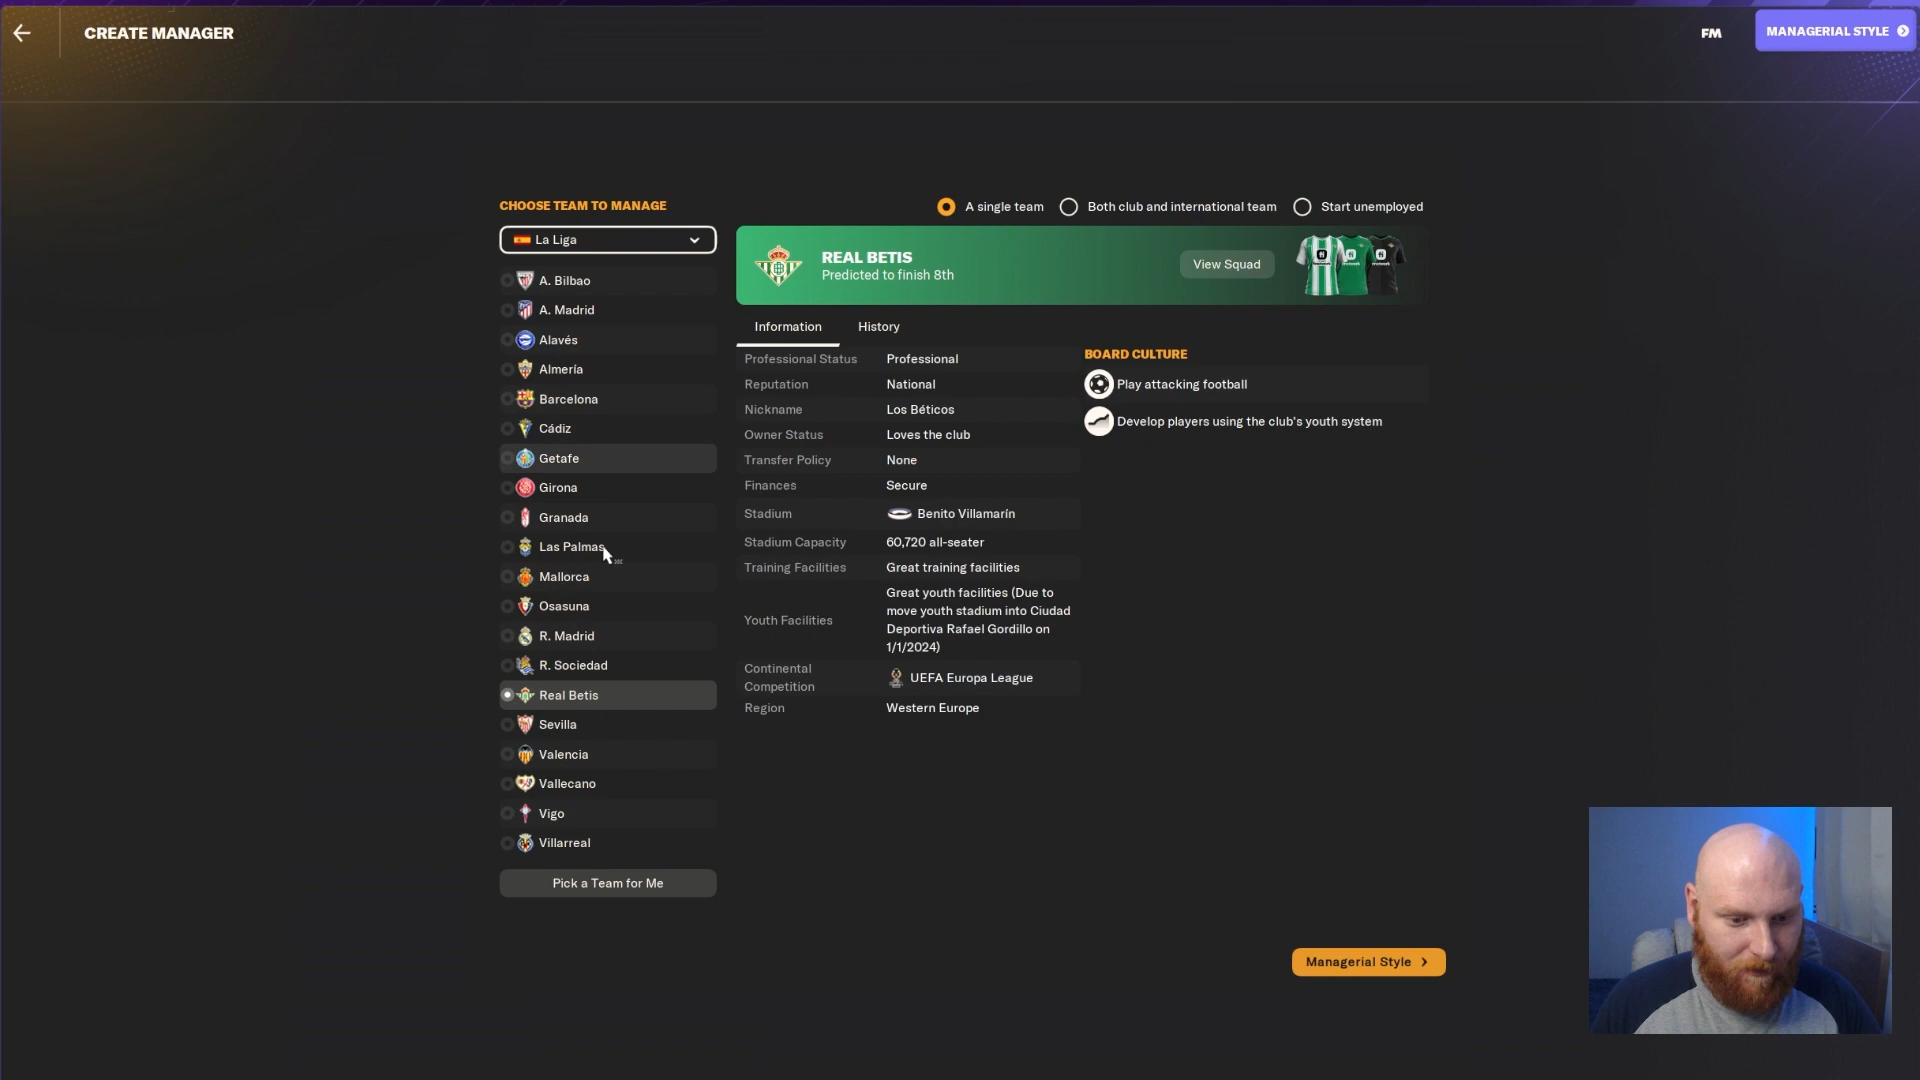 CREATE MANAGER
FM
MANAGERIAL STYLE
CHOOSE TEAM TO MANAGE
A single team
Both club and international team
Start unemployed
La Liga
A. Bilbao
A. Madrid
Alavés
Almería
Barcelona
Cádiz
Getafe
Girona
Granada
Las Palmas
Mallorca
Osasuna
R. Madrid
R. Sociedad
Real Betis
Sevilla
Valencia
Vallecano
Vigo
Villarreal
Pick a Team for Me
REAL BETIS
Predicted to finish 8th
View Squad
Information
History
Professional Status
Professional
Reputation
National
Nickname
Los Béticos
Owner Status
Loves the club
Transfer Policy
None
Finances
Secure
Stadium
Benito Villamarín
Stadium Capacity
60,720 all-seater
Training Facilities
Great training facilities
Youth Facilities
Great youth facilities (Due to
move youth stadium into Ciudad
Deportiva Rafael Gordillo on
1/1/2024)
Continental
Competition
UEFA Europa League
Region
Western Europe
BOARD CULTURE
Play attacking football
Develop players using the club's youth system
Managerial Style